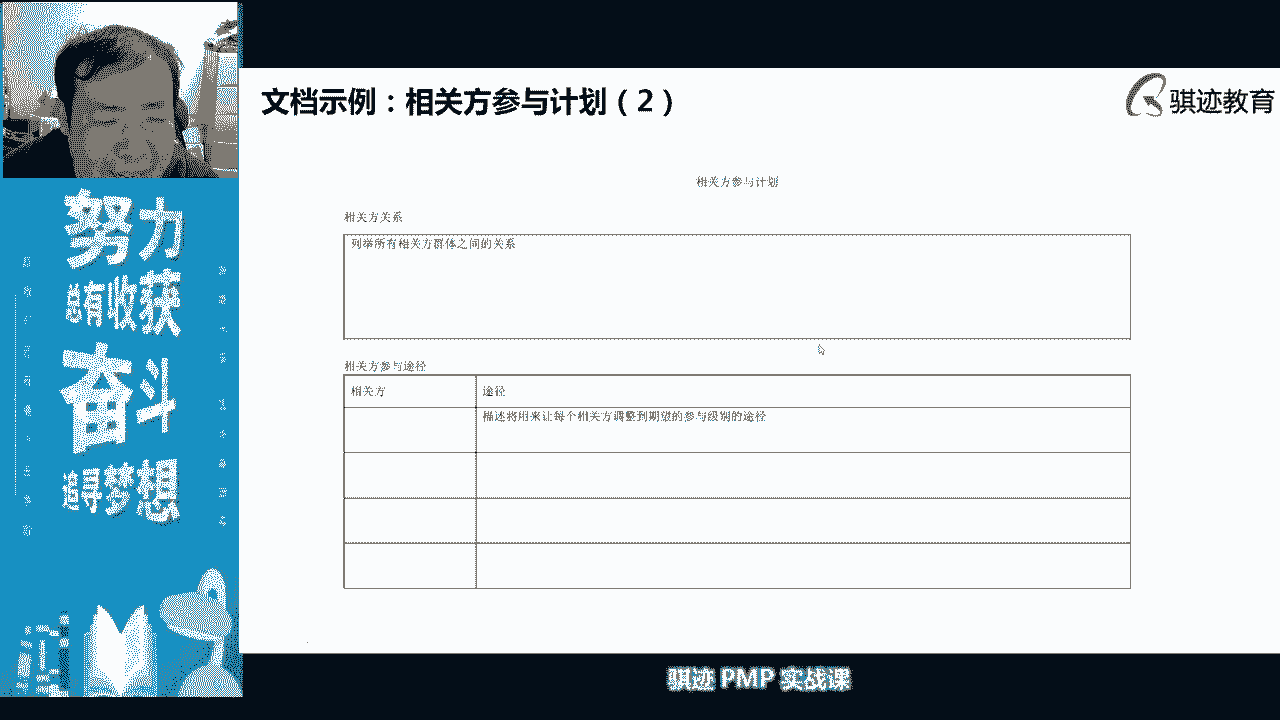 文档示例：相关方参与计划（2）
骐迹教育
相关方参与计划
相关方关系
列举所有相关方群体之间的关系
相关方参与途径
相关方 途径
描述将用来让每个相关方调整到期望的参与级别的途径
努力
总有收获
奋斗
追寻梦想
骐迹 PMP 实战课